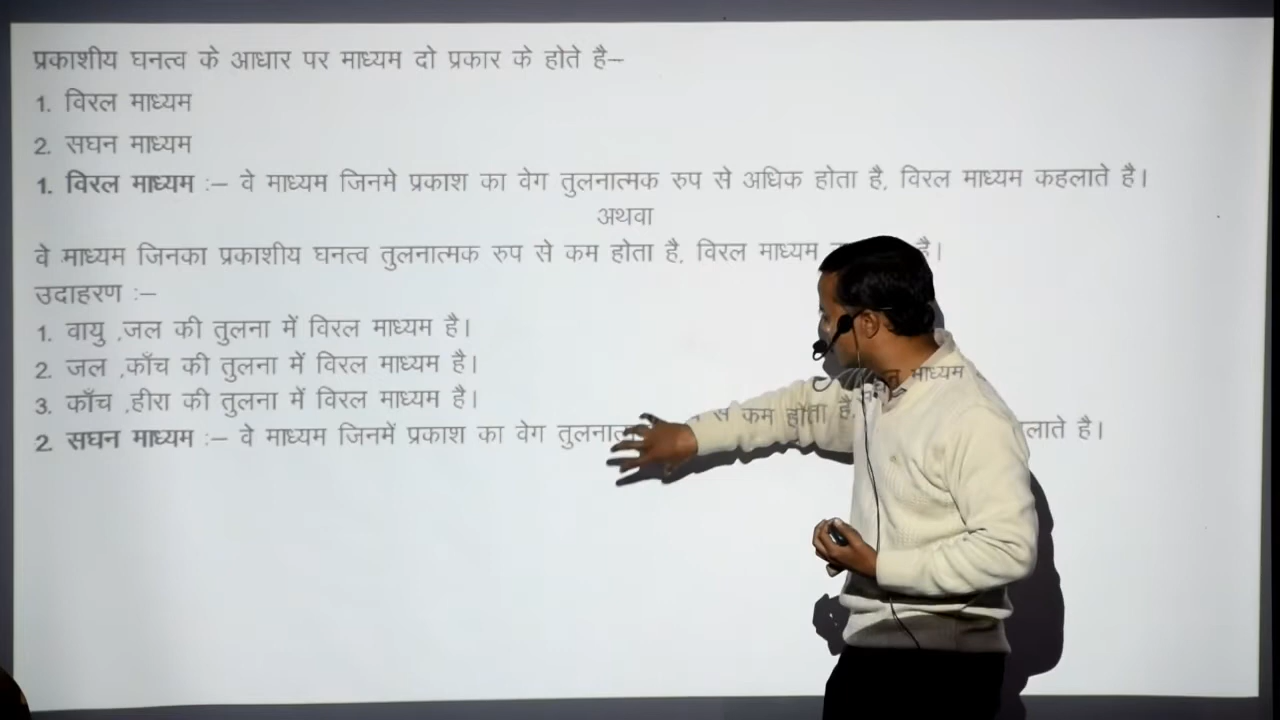 प्रकाशीय घनत्व के आधार पर माध्यम दो प्रकार के होते है–
1. विरल माध्यम
2. सघन माध्यम
1. विरल माध्यम :– वे माध्यम जिनमे प्रकाश का वेग तुलनात्मक रुप से अधिक होता है, विरल माध्यम कहलाते है।
अथवा
वे माध्यम जिनका प्रकाशीय घनत्व तुलनात्मक रुप से कम होता है, विरल माध्यम है।
उदाहरण :–
1. वायु ,जल की तुलना में विरल माध्यम है।
2. जल ,काँच की तुलना में विरल माध्यम है।
3. काँच ,हीरा की तुलना में विरल माध्यम है।
2. सघन माध्यम :– वे माध्यम जिनमें प्रकाश का वेग से कम होता है, माध्यम है।